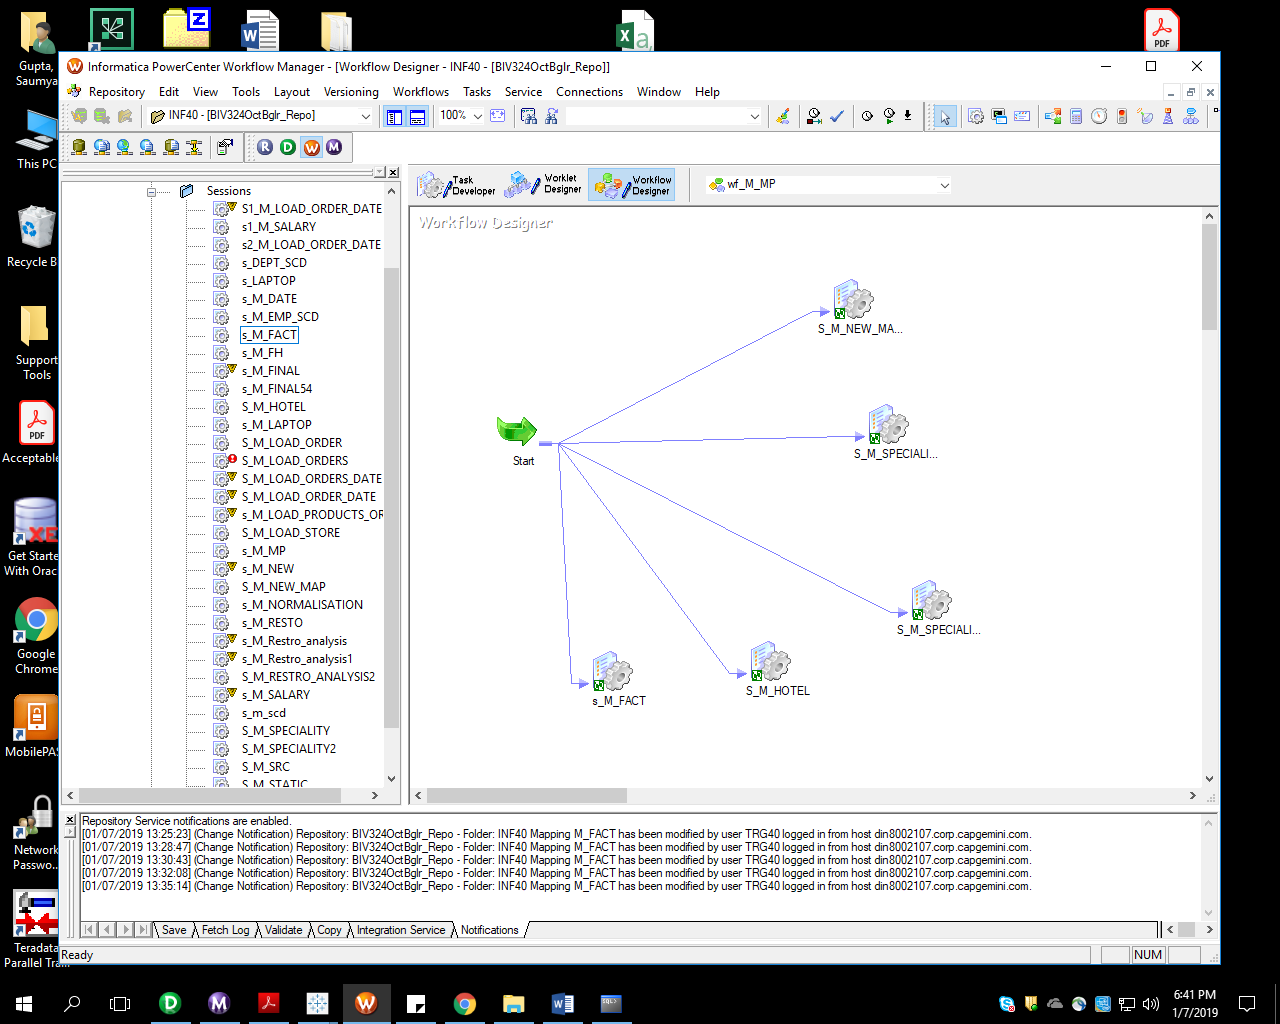 Gupta,
Saumya
This PC
Recycle B
Support
Tools
PDF
Acceptable
XE
Get Starte
With Orac
Google
Chrome
MobilePAS
Network
Passwo...
Teradata
Parallel Tra...
Z
W
X
a,
PDF
W Informatica PowerCenter Workflow Manager - [Workflow Designer - INF40 - [BIV324OctBglr_Repo]]
Repository Edit View Tools Layout Versioning Workflows Tasks Service Connections Window Help
INF40 - [BIV324OctBglr_Repo] 100%
R D W M
Task
Developer
Worklet
Designer
Workflow
Designer
wf_M_MP
Sessions
S1_M_LOAD_ORDER_DATE
s1_M_SALARY
s2_M_LOAD_ORDER_DATE
s_DEPT_SCD
s_LAPTOP
s_M_DATE
s_M_EMP_SCD
s_M_FACT
s_M_FH
s_M_FINAL
s_M_FINAL54
S_M_HOTEL
s_M_LAPTOP
S_M_LOAD_ORDER
S_M_LOAD_ORDERS
S_M_LOAD_ORDERS_DATE
S_M_LOAD_ORDER_DATE
s_M_LOAD_PRODUCTS_OR
S_M_LOAD_STORE
s_M_MP
s_M_NEW
S_M_NEW_MAP
s_M_NORMALISATION
s_M_RESTO
s_M_Restro_analysis
s_M_Restro_analysis1
S_M_RESTRO_ANALYSIS2
s_M_SALARY
s_m_scd
S_M_SPECIALITY
S_M_SPECIALITY2
S_M_SRC
S_M_STATIC
Workflow Designer
S_M_NEW_MA...
Start
S_M_SPECIALI...
S_M_SPECIALI...
S_M_HOTEL
s_M_FACT
Repository Service notifications are enabled.
[01/07/2019 13:25:23] (Change Notification) Repository: BIV324OctBglr_Repo - Folder: INF40 Mapping M_FACT has been modified by user TRG40 logged in from host din8002107.corp.capgemini.com.
[01/07/2019 13:28:47] (Change Notification) Repository: BIV324OctBglr_Repo - Folder: INF40 Mapping M_FACT has been modified by user TRG40 logged in from host din8002107.corp.capgemini.com.
[01/07/2019 13:30:43] (Change Notification) Repository: BIV324OctBglr_Repo - Folder: INF40 Mapping M_FACT has been modified by user TRG40 logged in from host din8002107.corp.capgemini.com.
[01/07/2019 13:32:08] (Change Notification) Repository: BIV324OctBglr_Repo - Folder: INF40 Mapping M_FACT has been modified by user TRG40 logged in from host din8002107.corp.capgemini.com.
[01/07/2019 13:35:14] (Change Notification) Repository: BIV324OctBglr_Repo - Folder: INF40 Mapping M_FACT has been modified by user TRG40 logged in from host din8002107.corp.capgemini.com.
Save Fetch Log Validate Copy Integration Service Notifications
Ready NUM
D M W W
6:41 PM
1/7/2019